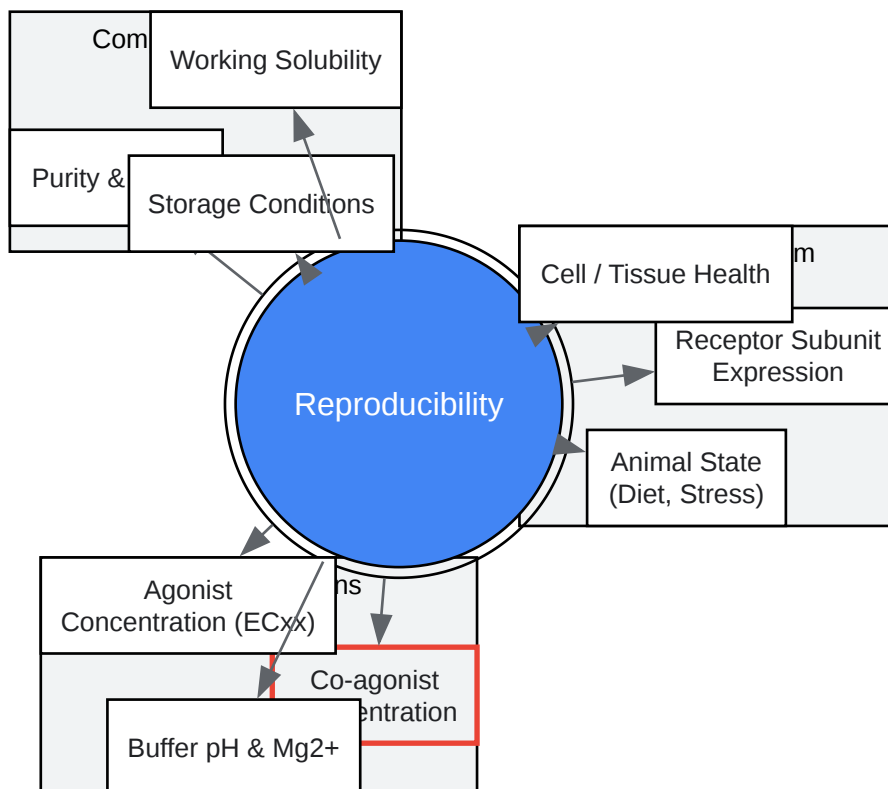 Com
Working Solubility
Purity &
Storage Conditions
m
Cell / Tissue Health
Receptor Subunit
Expression
Reproducibility
Animal State
(Diet, Stress)
ns
Agonist
Concentration (ECxx)
Co-agonist
entration
Buffer pH & Mg2+